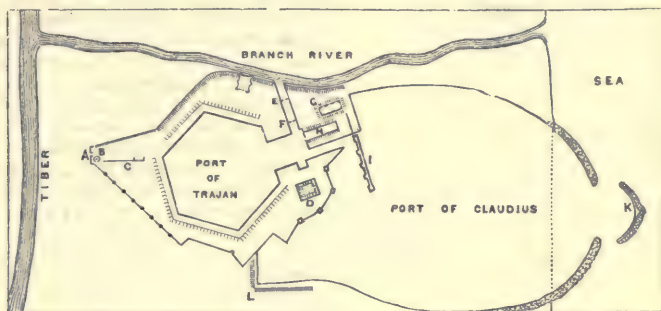 BRANCH RIVER
SEA
TIBER
E
G
F
H
A B
C
I
PORT
OF
TRAJAN
D
PORT OF CLAUDIUS
K
L